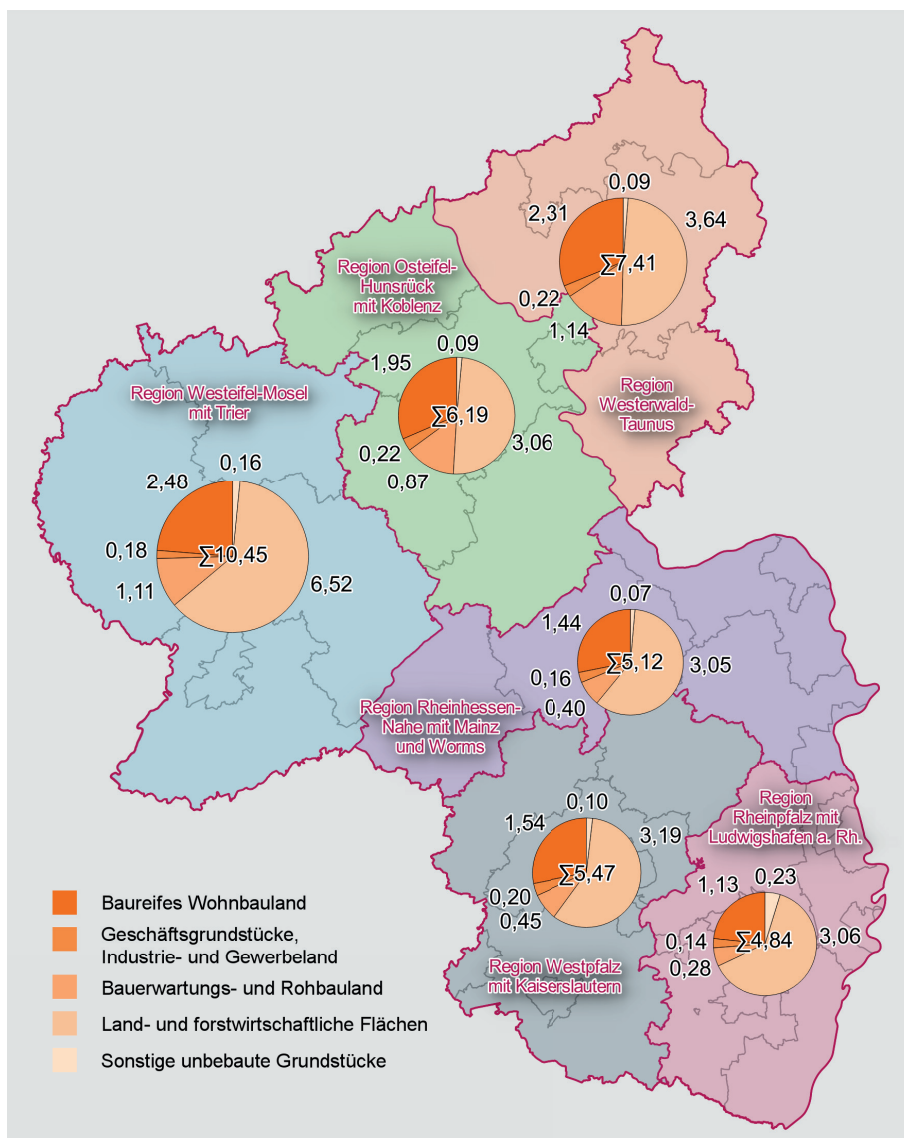 0,09
2,31
3,64
∑7,41
0,22
1,14
Region Osteifel-
Hunsrück
mit Koblenz
0,09
1,95
∑6,19
3,06
0,22
0,87
Region
Westerwald-
Taunus
Region Westeifel-Mosel
mit Trier
0,16
2,48
∑10,45
0,18
1,11
6,52
0,07
1,44
∑5,12
3,05
0,16
0,40
Region Rheinhessen-
Nahe mit Mainz
und Worms
0,10
1,54
3,19
∑5,47
0,20
0,45
Region Westpfalz
mit Kaiserslautern
Region
Rheinpfalz mit
Ludwigshafen a. Rh.
0,23
1,13
∑4,84
3,06
0,14
0,28
Baureifes Wohnbauland
Geschäftsgrundstücke,
Industrie- und Gewerbeland
Bauerwartungs- und Rohbauland
Land- und forstwirtschaftliche Flächen
Sonstige unbebaute Grundstücke